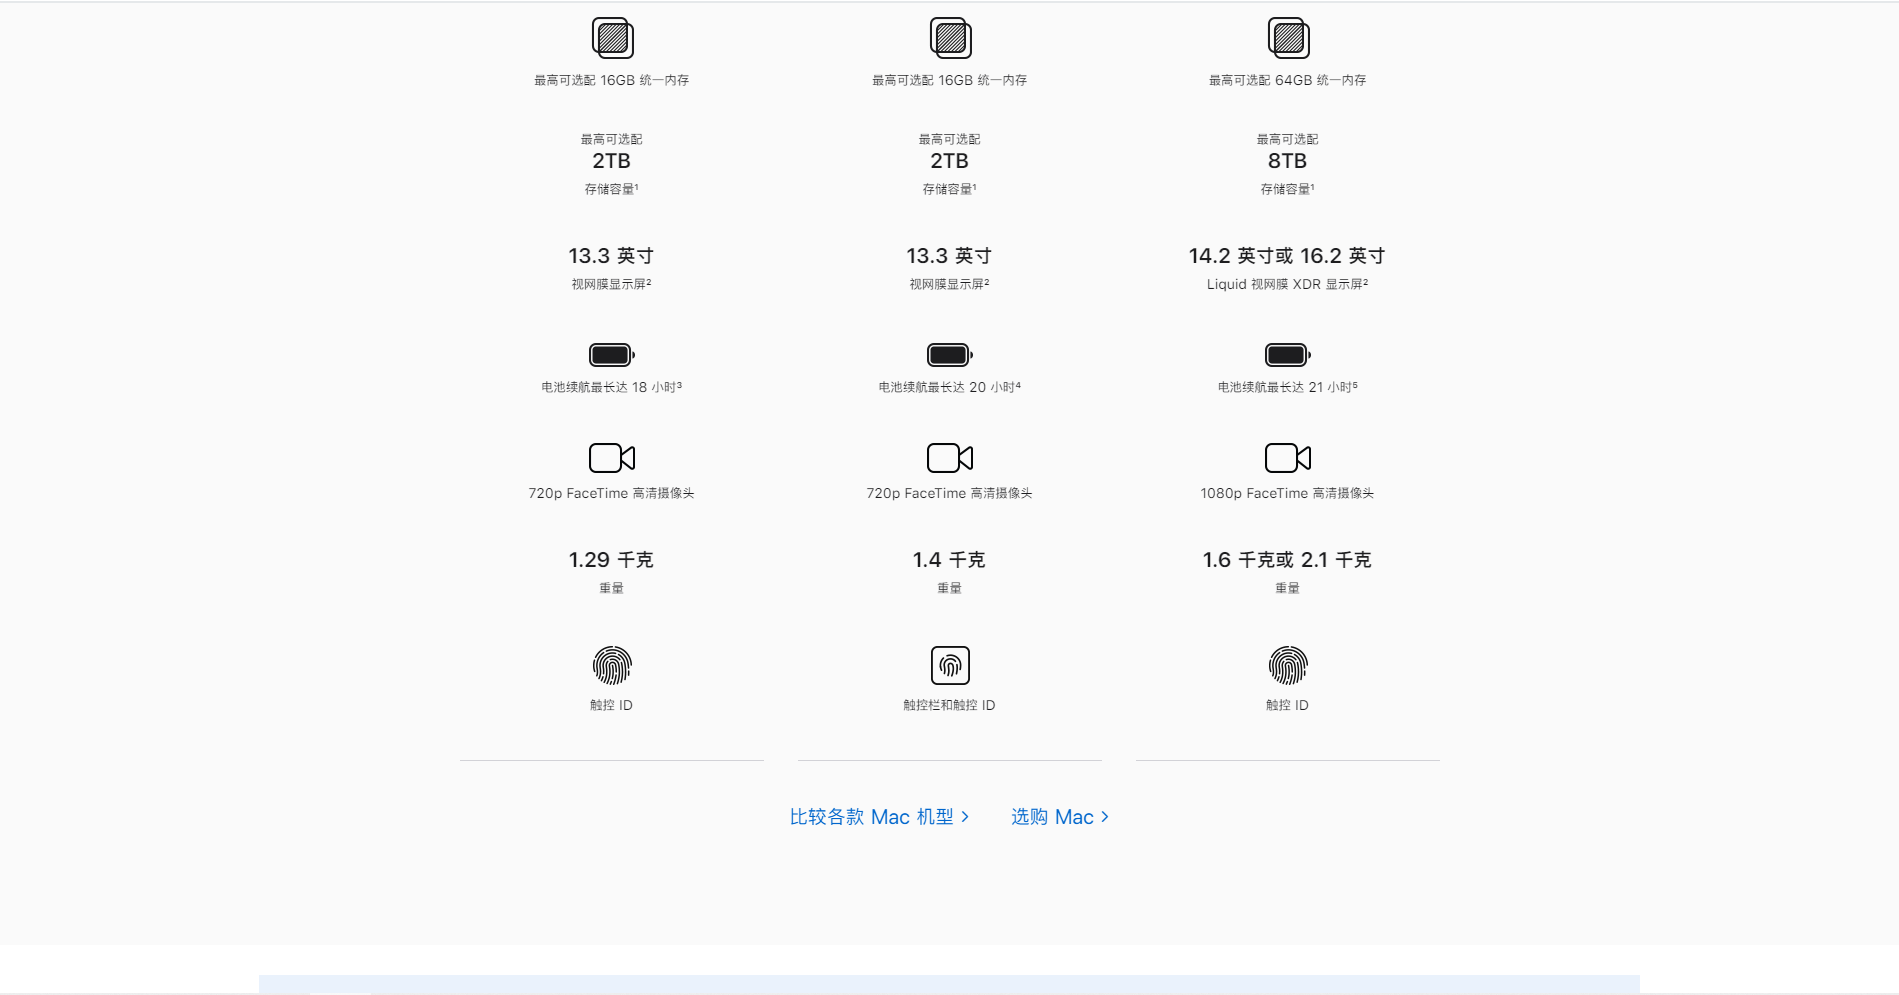 最高可选配 16GB 统一内存
最高可选配 16GB 统一内存
最高可选配 64GB 统一内存
最高可选配
2TB
存储容量¹
最高可选配
2TB
存储容量¹
最高可选配
8TB
存储容量¹
13.3 英寸
视网膜显示屏²
13.3 英寸
视网膜显示屏²
14.2 英寸或 16.2 英寸
Liquid 视网膜 XDR 显示屏²
电池续航最长达 18 小时³
电池续航最长达 20 小时⁴
电池续航最长达 21 小时⁵
720p FaceTime 高清摄像头
720p FaceTime 高清摄像头
1080p FaceTime 高清摄像头
1.29 千克
重量
1.4 千克
重量
1.6 千克或 2.1 千克
重量
触控 ID
触控栏和触控 ID
触控 ID
比较各款 Mac 机型 >
选购 Mac >